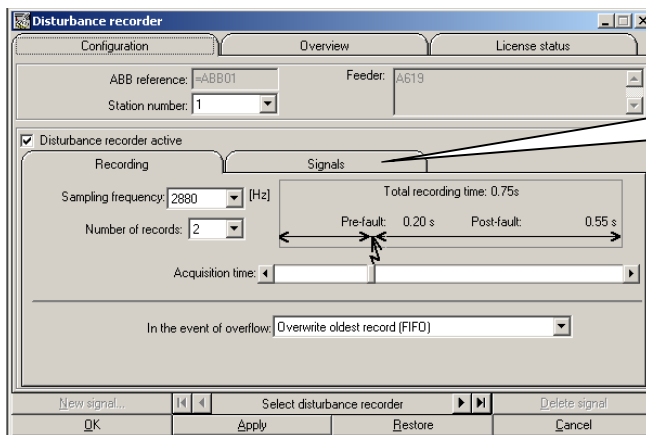 Disturbance recorder
Configuration Overview License status
ABB reference: =ABB01 Feeder: A619
Station number: 1
Disturbance recorder active
Recording Signals
Sampling frequency: 2880 [Hz] Total recording time: 0.75s
Number of records: 2 Pre-fault: 0.20 s Post-fault: 0.55 s
Acquisition time:
In the event of overflow: Overwrite oldest record (FIFO)
New signal... Select disturbance recorder Delete signal
OK Apply Restore Cancel